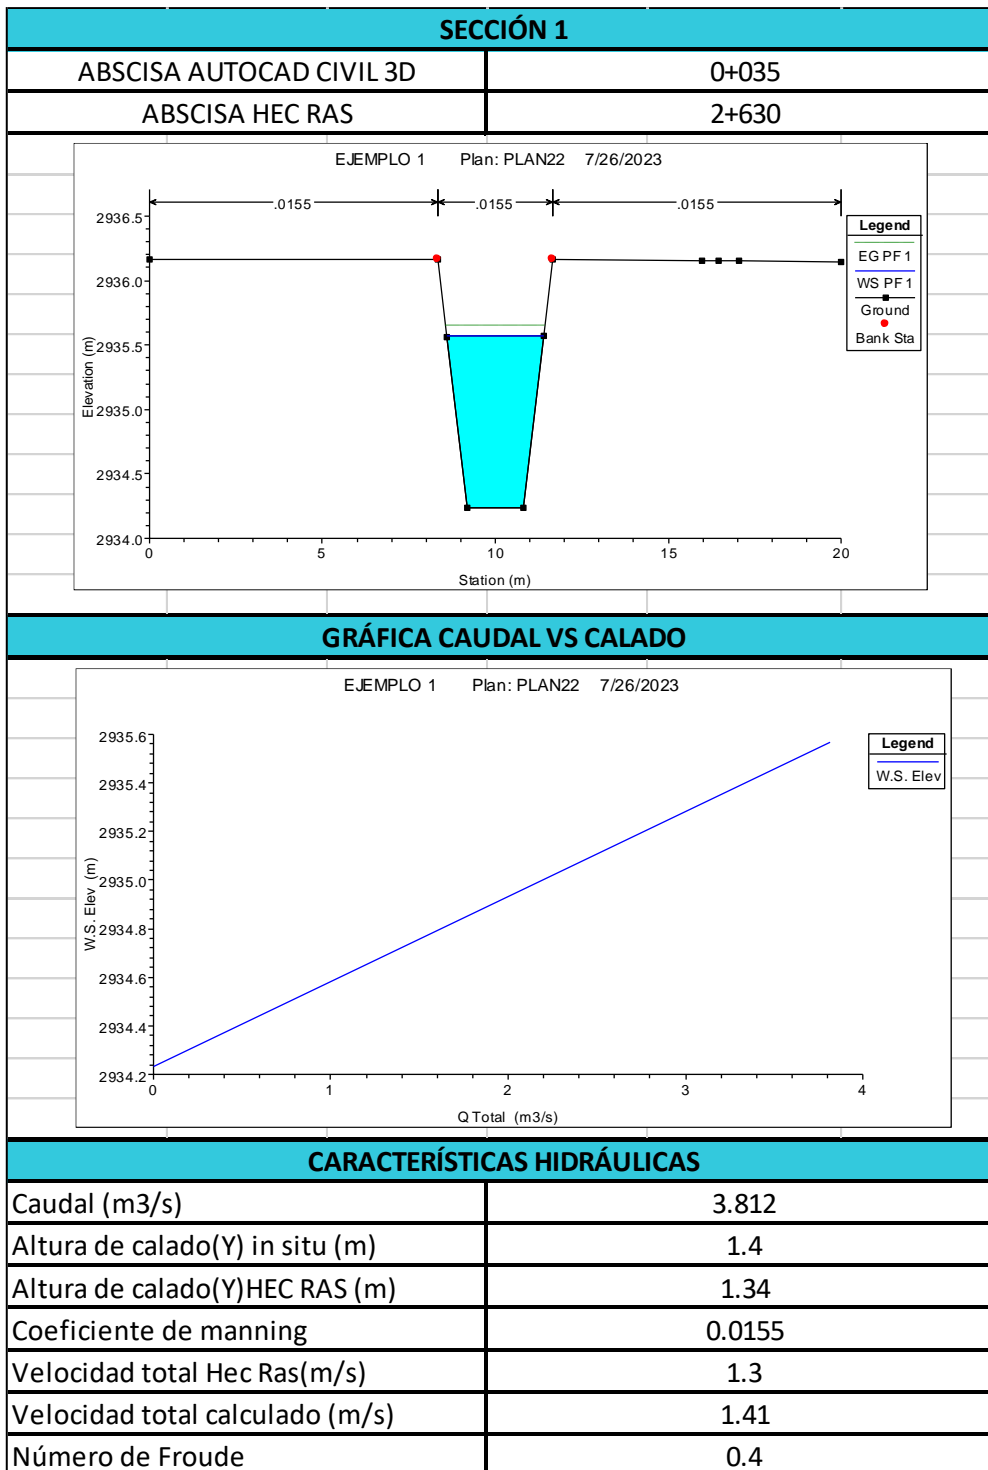 SECCIÓN 1
ABSCISA AUTOCAD CIVIL 3D 0+035
ABSCISA HEC RAS 2+630
EJEMPLO 1 Plan: PLAN22 7/26/2023
.0155 .0155 .0155
2936.5
2936.0
2935.5
2935.0
2934.5
2934.0
Elevation (m)
0 5 10 15 20
Station (m)
Legend
EG PF 1
WS PF 1
Ground
Bank Sta
GRÁFICA CAUDAL VS CALADO
EJEMPLO 1 Plan: PLAN22 7/26/2023
2935.6
2935.4
2935.2
2935.0
2934.8
2934.6
2934.4
2934.2
W.S. Elev (m)
0 1 2 3 4
Q Total (m3/s)
Legend
W.S. Elev
CARACTERÍSTICAS HIDRÁULICAS
Caudal (m3/s) 3.812
Altura de calado(Y) in situ (m) 1.4
Altura de calado(Y)HEC RAS (m) 1.34
Coeficiente de manning 0.0155
Velocidad total Hec Ras(m/s) 1.3
Velocidad total calculado (m/s) 1.41
Número de Froude 0.4